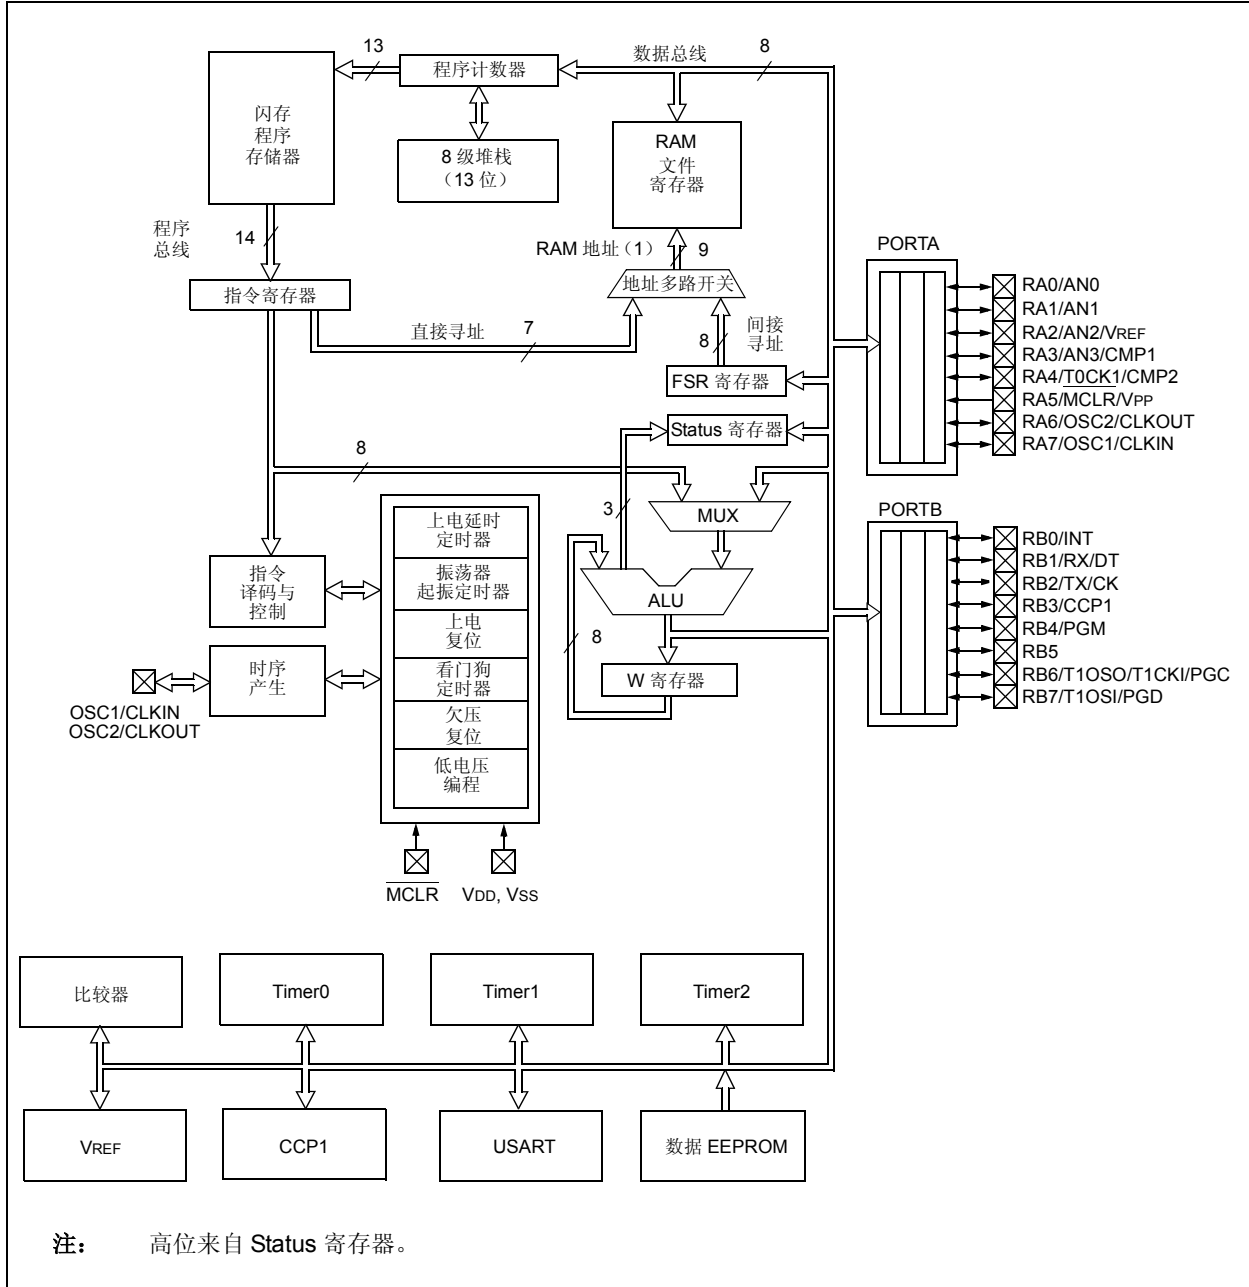 13
数据总线
8
程序计数器
闪存
程序
存储器
8 级堆栈
（13 位）
RAM
文件
寄存器
程序
总线
14
RAM 地址（1）
9
指令寄存器
地址多路开关
直接寻址
7
8
间接
寻址
FSR 寄存器
Status 寄存器
8
3
MUX
ALU
8
W 寄存器
指令
译码与
控制
时序
产生
OSC1/CLKIN
OSC2/CLKOUT
上电延时
定时器
振荡器
起振定时器
上电
复位
看门狗
定时器
欠压
复位
低电压
编程
MCLR
VDD, VSS
PORTA
RA0/AN0
RA1/AN1
RA2/AN2/VREF
RA3/AN3/CMP1
RA4/T0CK1/CMP2
RA5/MCLR/VPP
RA6/OSC2/CLKOUT
RA7/OSC1/CLKIN
PORTB
RB0/INT
RB1/RX/DT
RB2/TX/CK
RB3/CCP1
RB4/PGM
RB5
RB6/T1OSO/T1CKI/PGC
RB7/T1OSI/PGD
比较器
Timer0
Timer1
Timer2
VREF
CCP1
USART
数据 EEPROM
注： 高位来自 Status 寄存器。